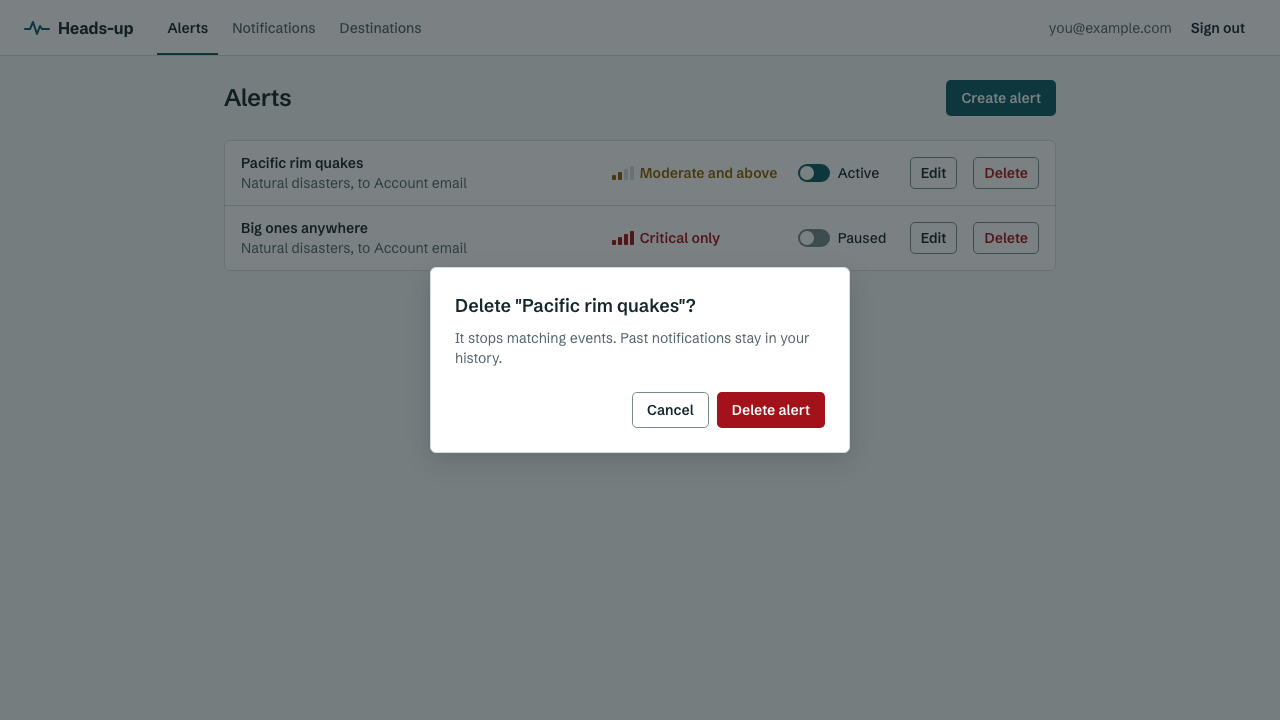 Heads-up Alerts Notifications Destinations you@example.com Sign out
Alerts Create alert
Pacific rim quakes
Natural disasters, to Account email
Moderate and above Active Edit Delete
Big ones anywhere
Natural disasters, to Account email
Critical only Paused Edit Delete
Delete "Pacific rim quakes"?
It stops matching events. Past notifications stay in your
history.
Cancel Delete alert